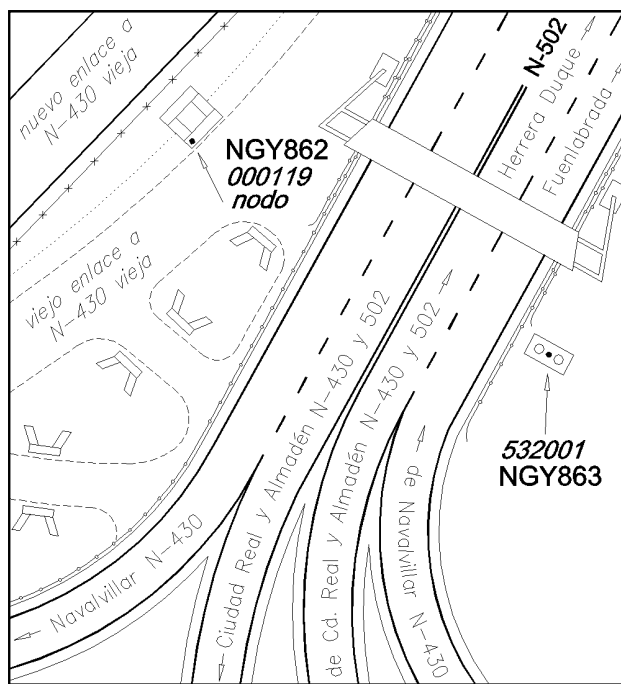 nuevo enlace a
N-430 vieja
N-502
Herrera Duque
Fuenlabrada
NGY862
000119
nodo
viejo enlace a
N-430 vieja
532001
NGY863
Navalvillar N-430
Ciudad Real y Almadén N-430 y 502
de Cd. Real y Almadén N-430 y 502
de Navalvillar N-430